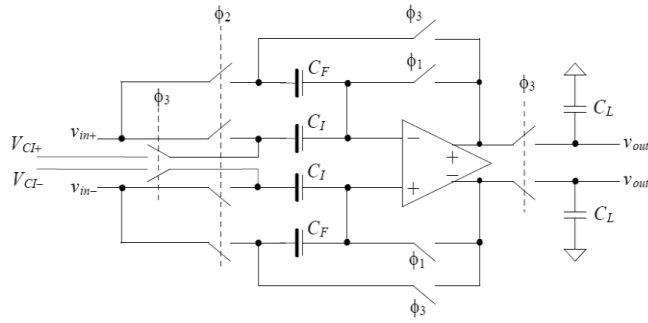 ϕ2
ϕ3
CF
ϕ1
ϕ3
ϕ3
CL
vin+
CI
VCI+
− +
vout
VCI−
vin−
CI
+ −
vout
CF
ϕ1
CL
ϕ3